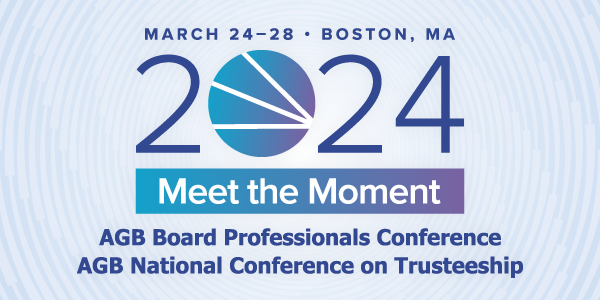 MARCH 24–28 • BOSTON, MA
2024
Meet the Moment
AGB Board Professionals Conference
AGB National Conference on Trusteeship